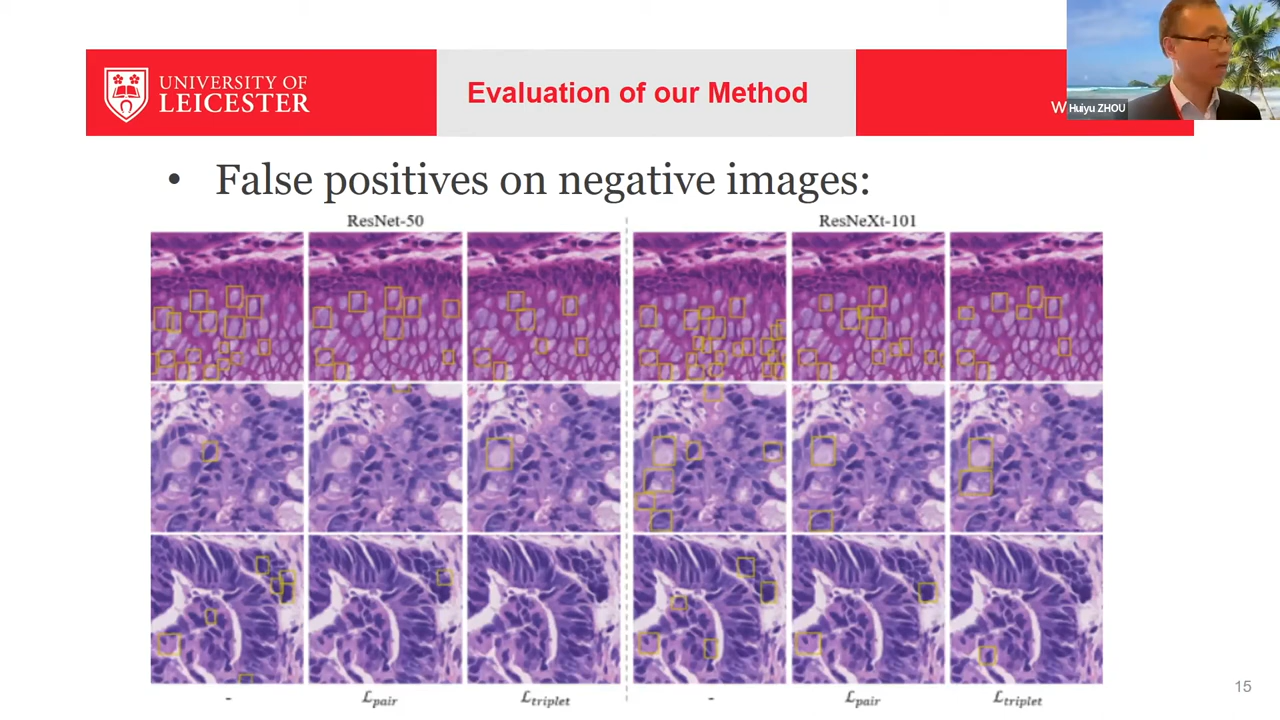 UNIVERSITY OF
LEICESTER
Evaluation of our Method
W
Huiyu ZHOU
• False positives on negative images:
ResNet-50
ResNeXt-101
-
ℒpair
ℒtriplet
-
ℒpair
ℒtriplet
15